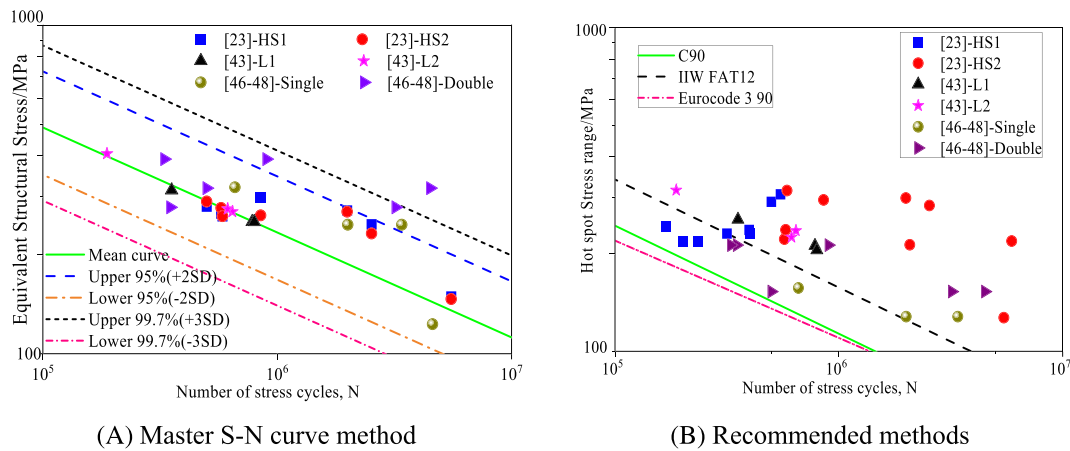 1000
[23]-HS1
[23]-HS2
[43]-L1
[43]-L2
[46-48]-Single
[46-48]-Double
Equivalent Structural Stress/MPa
Mean curve
Upper 95%(+2SD)
Lower 95%(-2SD)
Upper 99.7%(+3SD)
Lower 99.7%(-3SD)
100
10^5
10^6
10^7
Number of stress cycles, N
(A) Master S-N curve method
1000
C90
IIW FAT12
Eurocode 3 90
[23]-HS1
[23]-HS2
[43]-L1
[43]-L2
[46-48]-Single
[46-48]-Double
Hot spot Stress range/MPa
100
10^5
10^6
10^7
Number of stress cycles, N
(B) Recommended methods